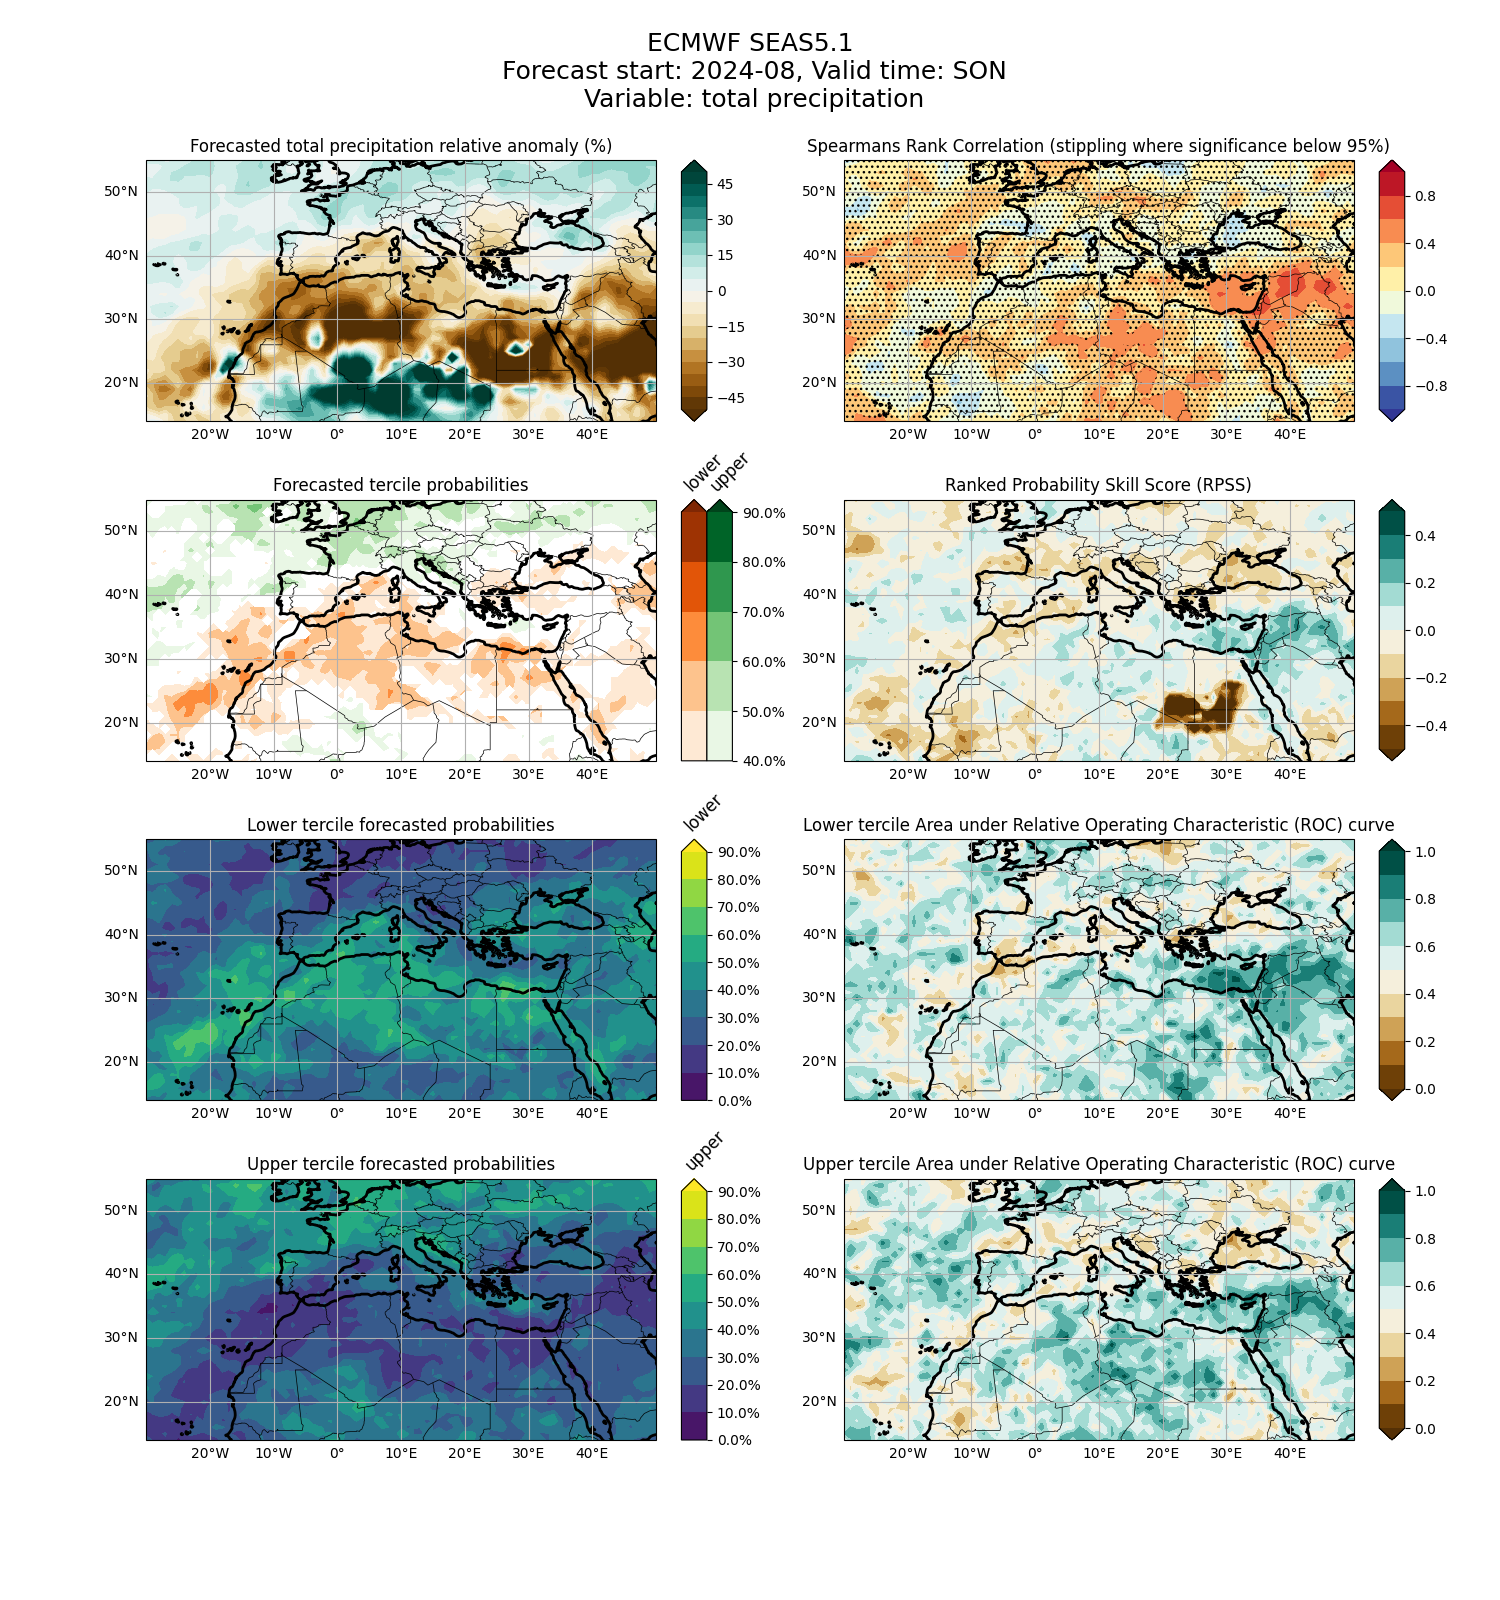 ECMWF SEAS5.1
Forecast start: 2024-08, Valid time: SON
Variable: total precipitation
Forecasted total precipitation relative anomaly (%)
50°N
40°N
30°N
20°N
20°W 10°W 0° 10°E 20°E 30°E 40°E
45
30
15
0
−15
−30
−45
Spearmans Rank Correlation (stippling where significance below 95%)
50°N
40°N
30°N
20°N
20°W 10°W 0° 10°E 20°E 30°E 40°E
0.8
0.4
0.0
−0.4
−0.8
Forecasted tercile probabilities
50°N
40°N
30°N
20°N
20°W 10°W 0° 10°E 20°E 30°E 40°E
lower
upper
90.0%
80.0%
70.0%
60.0%
50.0%
40.0%
Ranked Probability Skill Score (RPSS)
50°N
40°N
30°N
20°N
20°W 10°W 0° 10°E 20°E 30°E 40°E
0.4
0.2
0.0
−0.2
−0.4
Lower tercile forecasted probabilities
50°N
40°N
30°N
20°N
20°W 10°W 0° 10°E 20°E 30°E 40°E
lower
90.0%
80.0%
70.0%
60.0%
50.0%
40.0%
30.0%
20.0%
10.0%
0.0%
Lower tercile Area under Relative Operating Characteristic (ROC) curve
50°N
40°N
30°N
20°N
20°W 10°W 0° 10°E 20°E 30°E 40°E
1.0
0.8
0.6
0.4
0.2
0.0
Upper tercile forecasted probabilities
50°N
40°N
30°N
20°N
20°W 10°W 0° 10°E 20°E 30°E 40°E
upper
90.0%
80.0%
70.0%
60.0%
50.0%
40.0%
30.0%
20.0%
10.0%
0.0%
Upper tercile Area under Relative Operating Characteristic (ROC) curve
50°N
40°N
30°N
20°N
20°W 10°W 0° 10°E 20°E 30°E 40°E
1.0
0.8
0.6
0.4
0.2
0.0